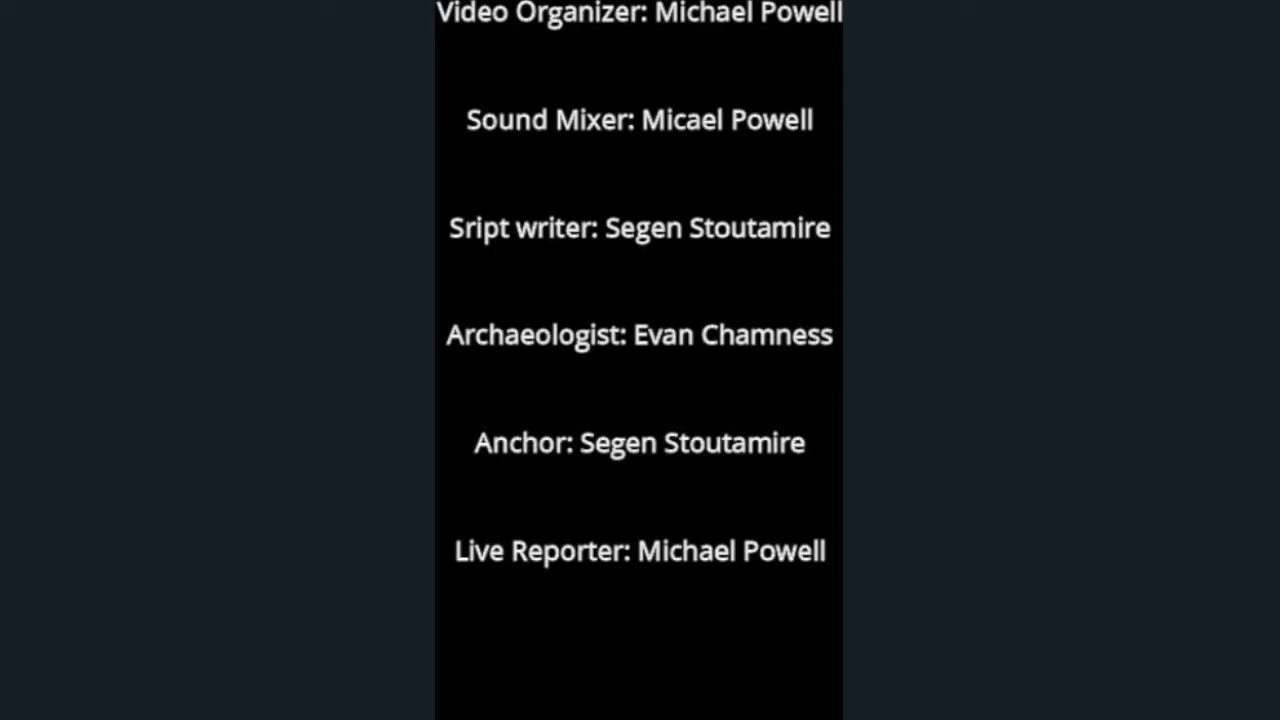 Video Organizer: Michael Powell
Sound Mixer: Micael Powell
Sript writer: Segen Stoutamire
Archaeologist: Evan Chamness
Anchor: Segen Stoutamire
Live Reporter: Michael Powell